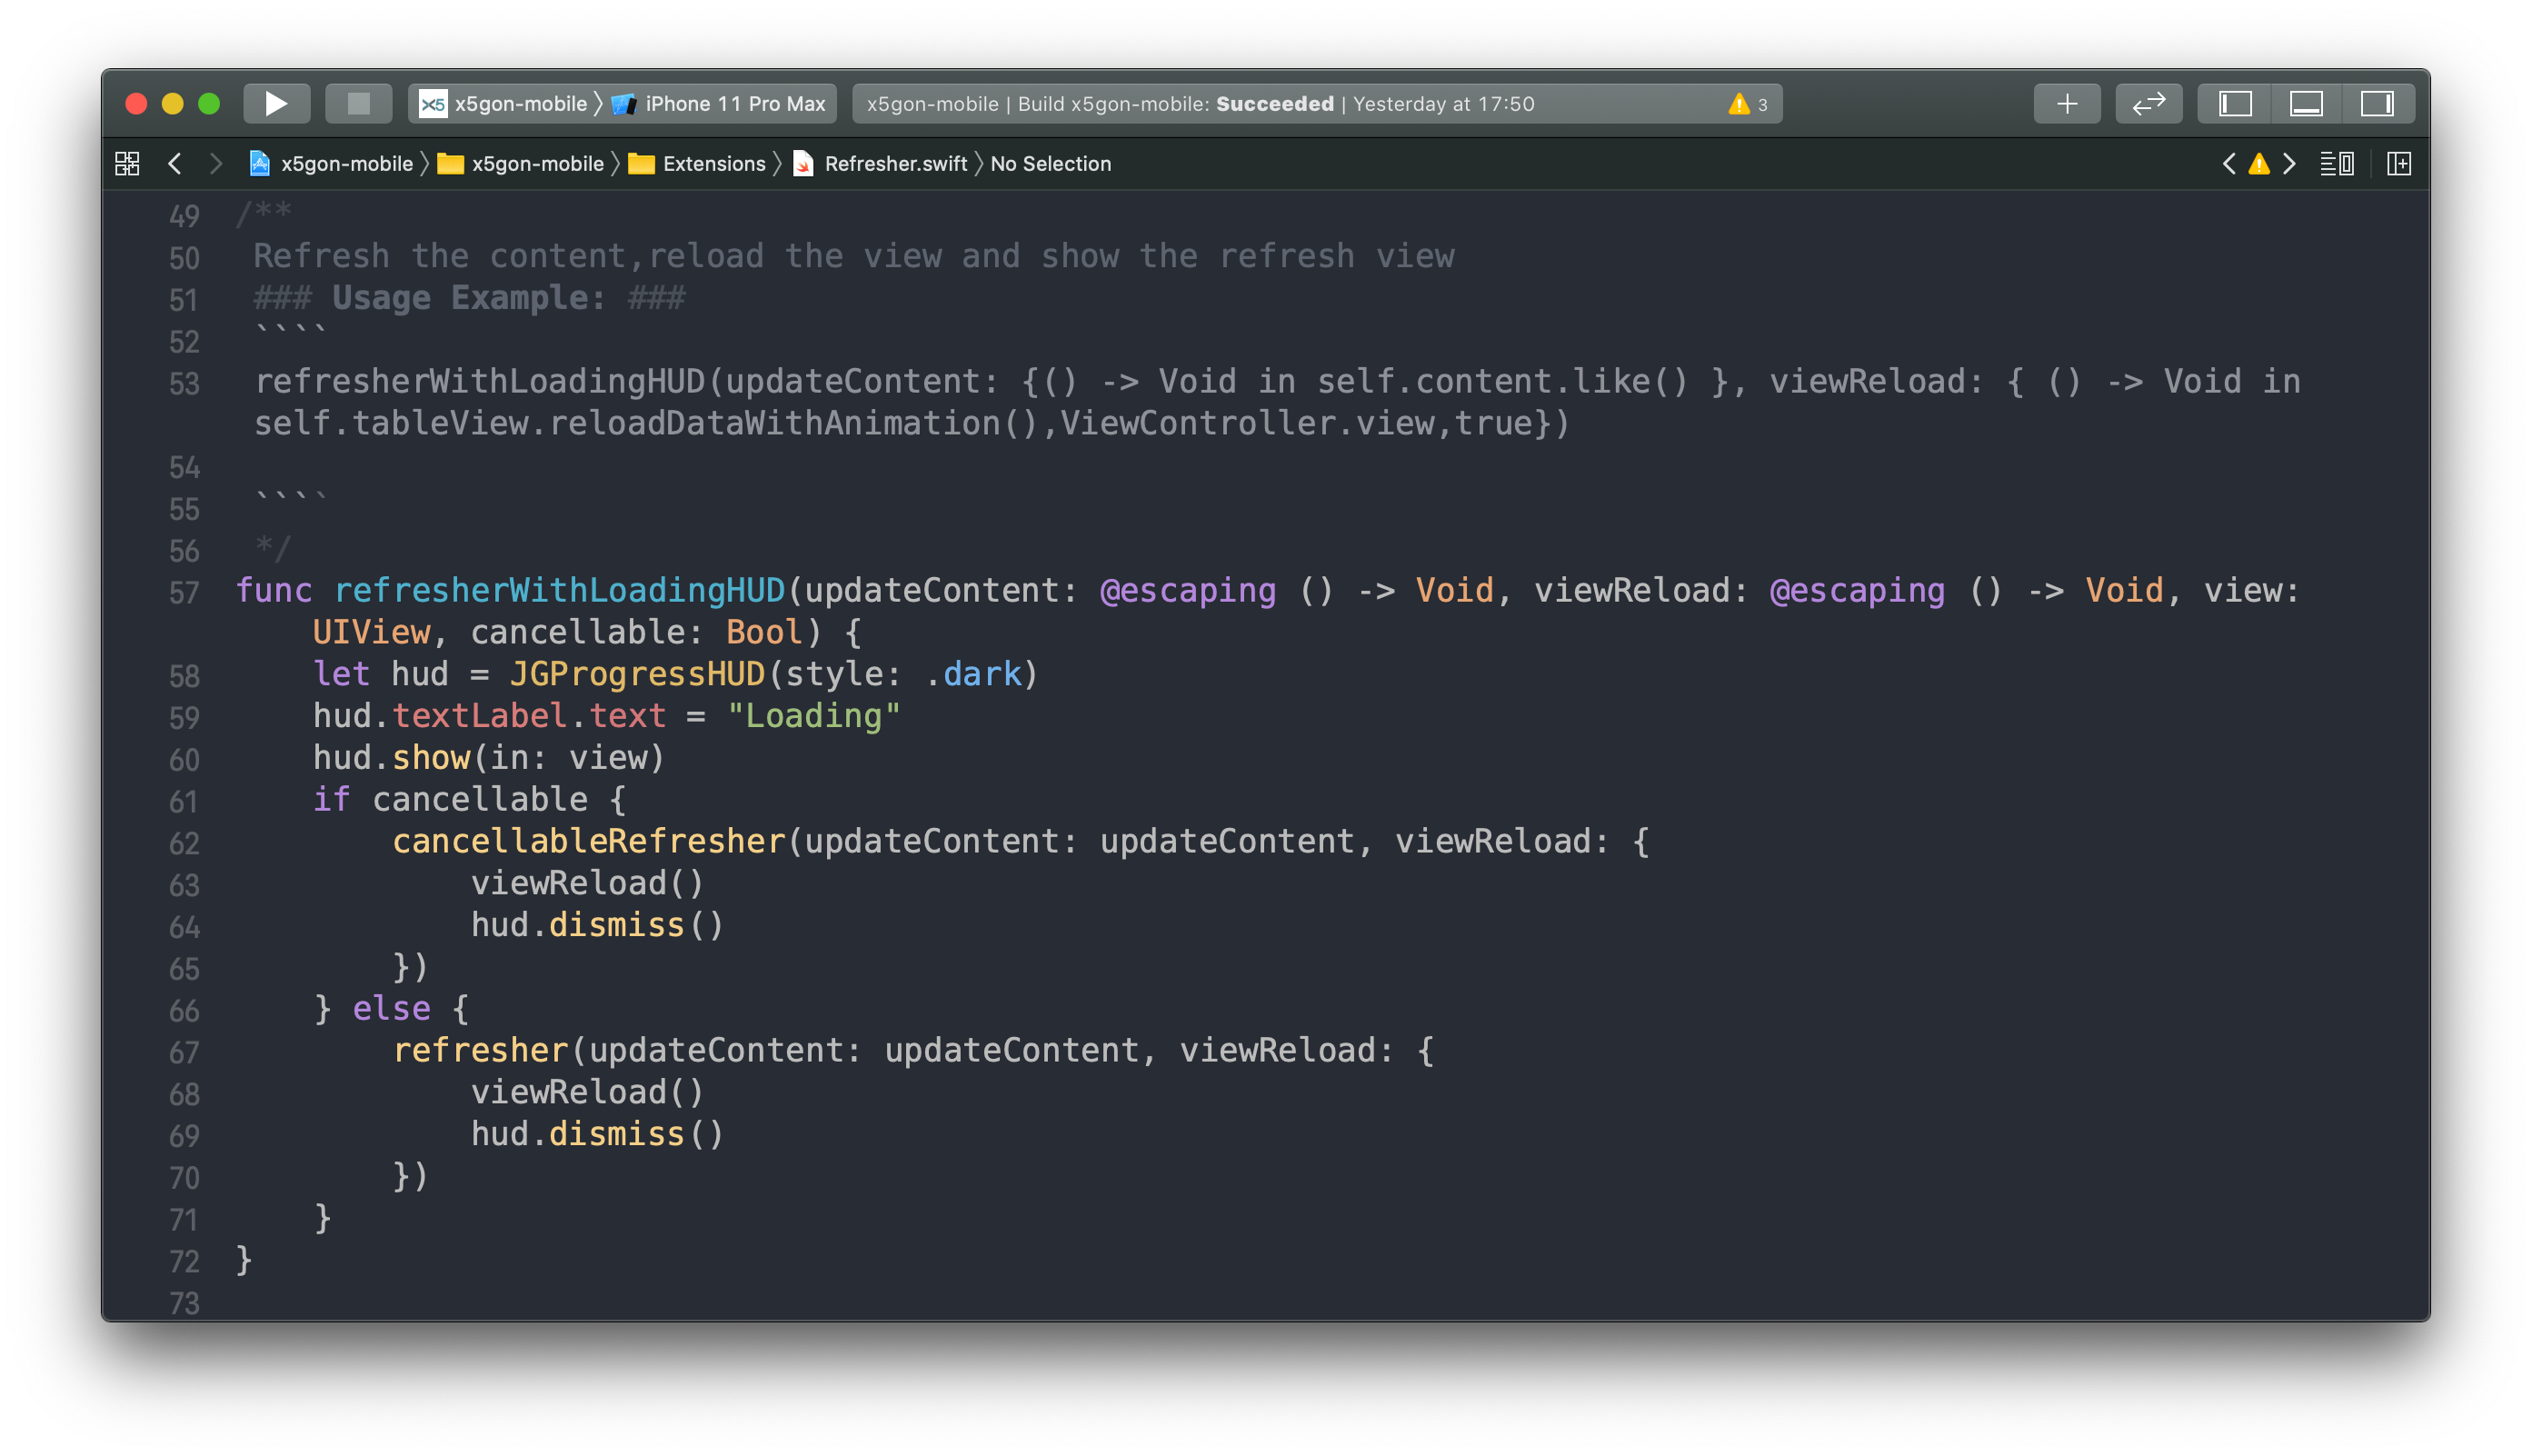 X5 x5gon-mobile iPhone 11 Pro Max x5gon-mobile | Build x5gon-mobile: Succeeded | Yesterday at 17:50 3
x5gon-mobile x5gon-mobile Extensions Refresher.swift No Selection
49 /**
50 Refresh the content,reload the view and show the refresh view
51 ### Usage Example: ###
52 ````
53 refresherWithLoadingHUD(updateContent: {() -> Void in self.content.like() }, viewReload: { () -> Void in
self.tableView.reloadDataWithAnimation(),ViewController.view,true})
54
55 ````
56 */
57 func refresherWithLoadingHUD(updateContent: @escaping () -> Void, viewReload: @escaping () -> Void, view:
UIView, cancellable: Bool) {
58 let hud = JGProgressHUD(style: .dark)
59 hud.textLabel.text = "Loading"
60 hud.show(in: view)
61 if cancellable {
62 cancellableRefresher(updateContent: updateContent, viewReload: {
63 viewReload()
64 hud.dismiss()
65 })
66 } else {
67 refresher(updateContent: updateContent, viewReload: {
68 viewReload()
69 hud.dismiss()
70 })
71 }
72 }
73